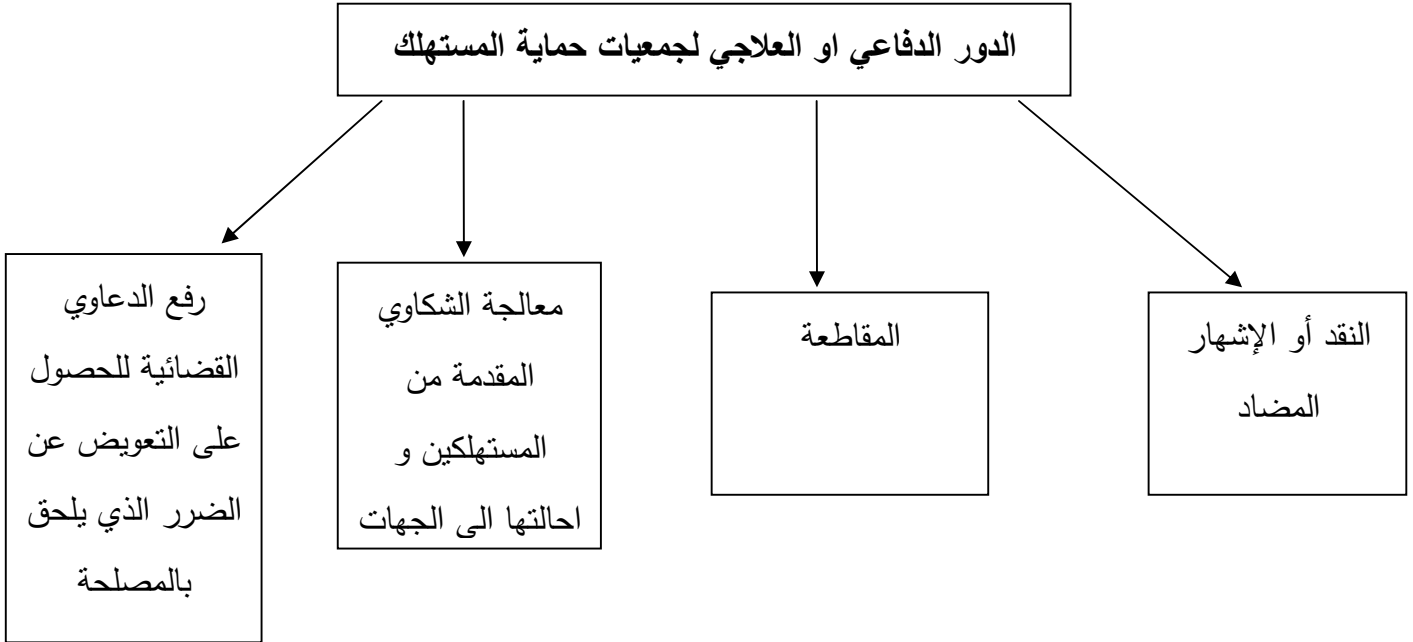 الدور الدفاعي او العلاجي لجمعيات حماية المستهلك
النقد أو الإشهار
المضاد
المقاطعة
معالجة الشكاوي
المقدمة من
المستهلكين و
احالتها الى الجهات
رفع الدعاوي
القضائية للحصول
على التعويض عن
الضرر الذي يلحق
بالمصلحة